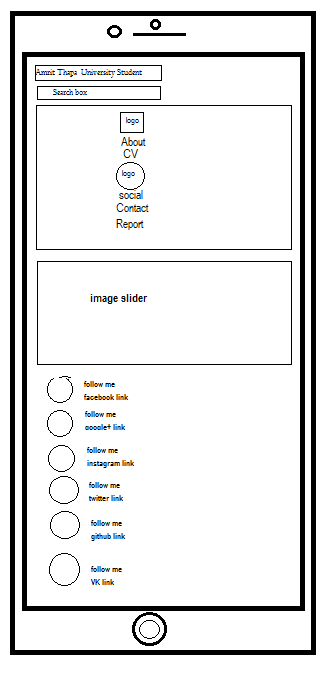 Amrit Thapa University Student
Search box
logo
About
CV
logo
social
Contact
Report
image slider
follow me
facebook link
follow me
google+ link
follow me
instagram link
follow me
twitter link
follow me
github link
follow me
VK link